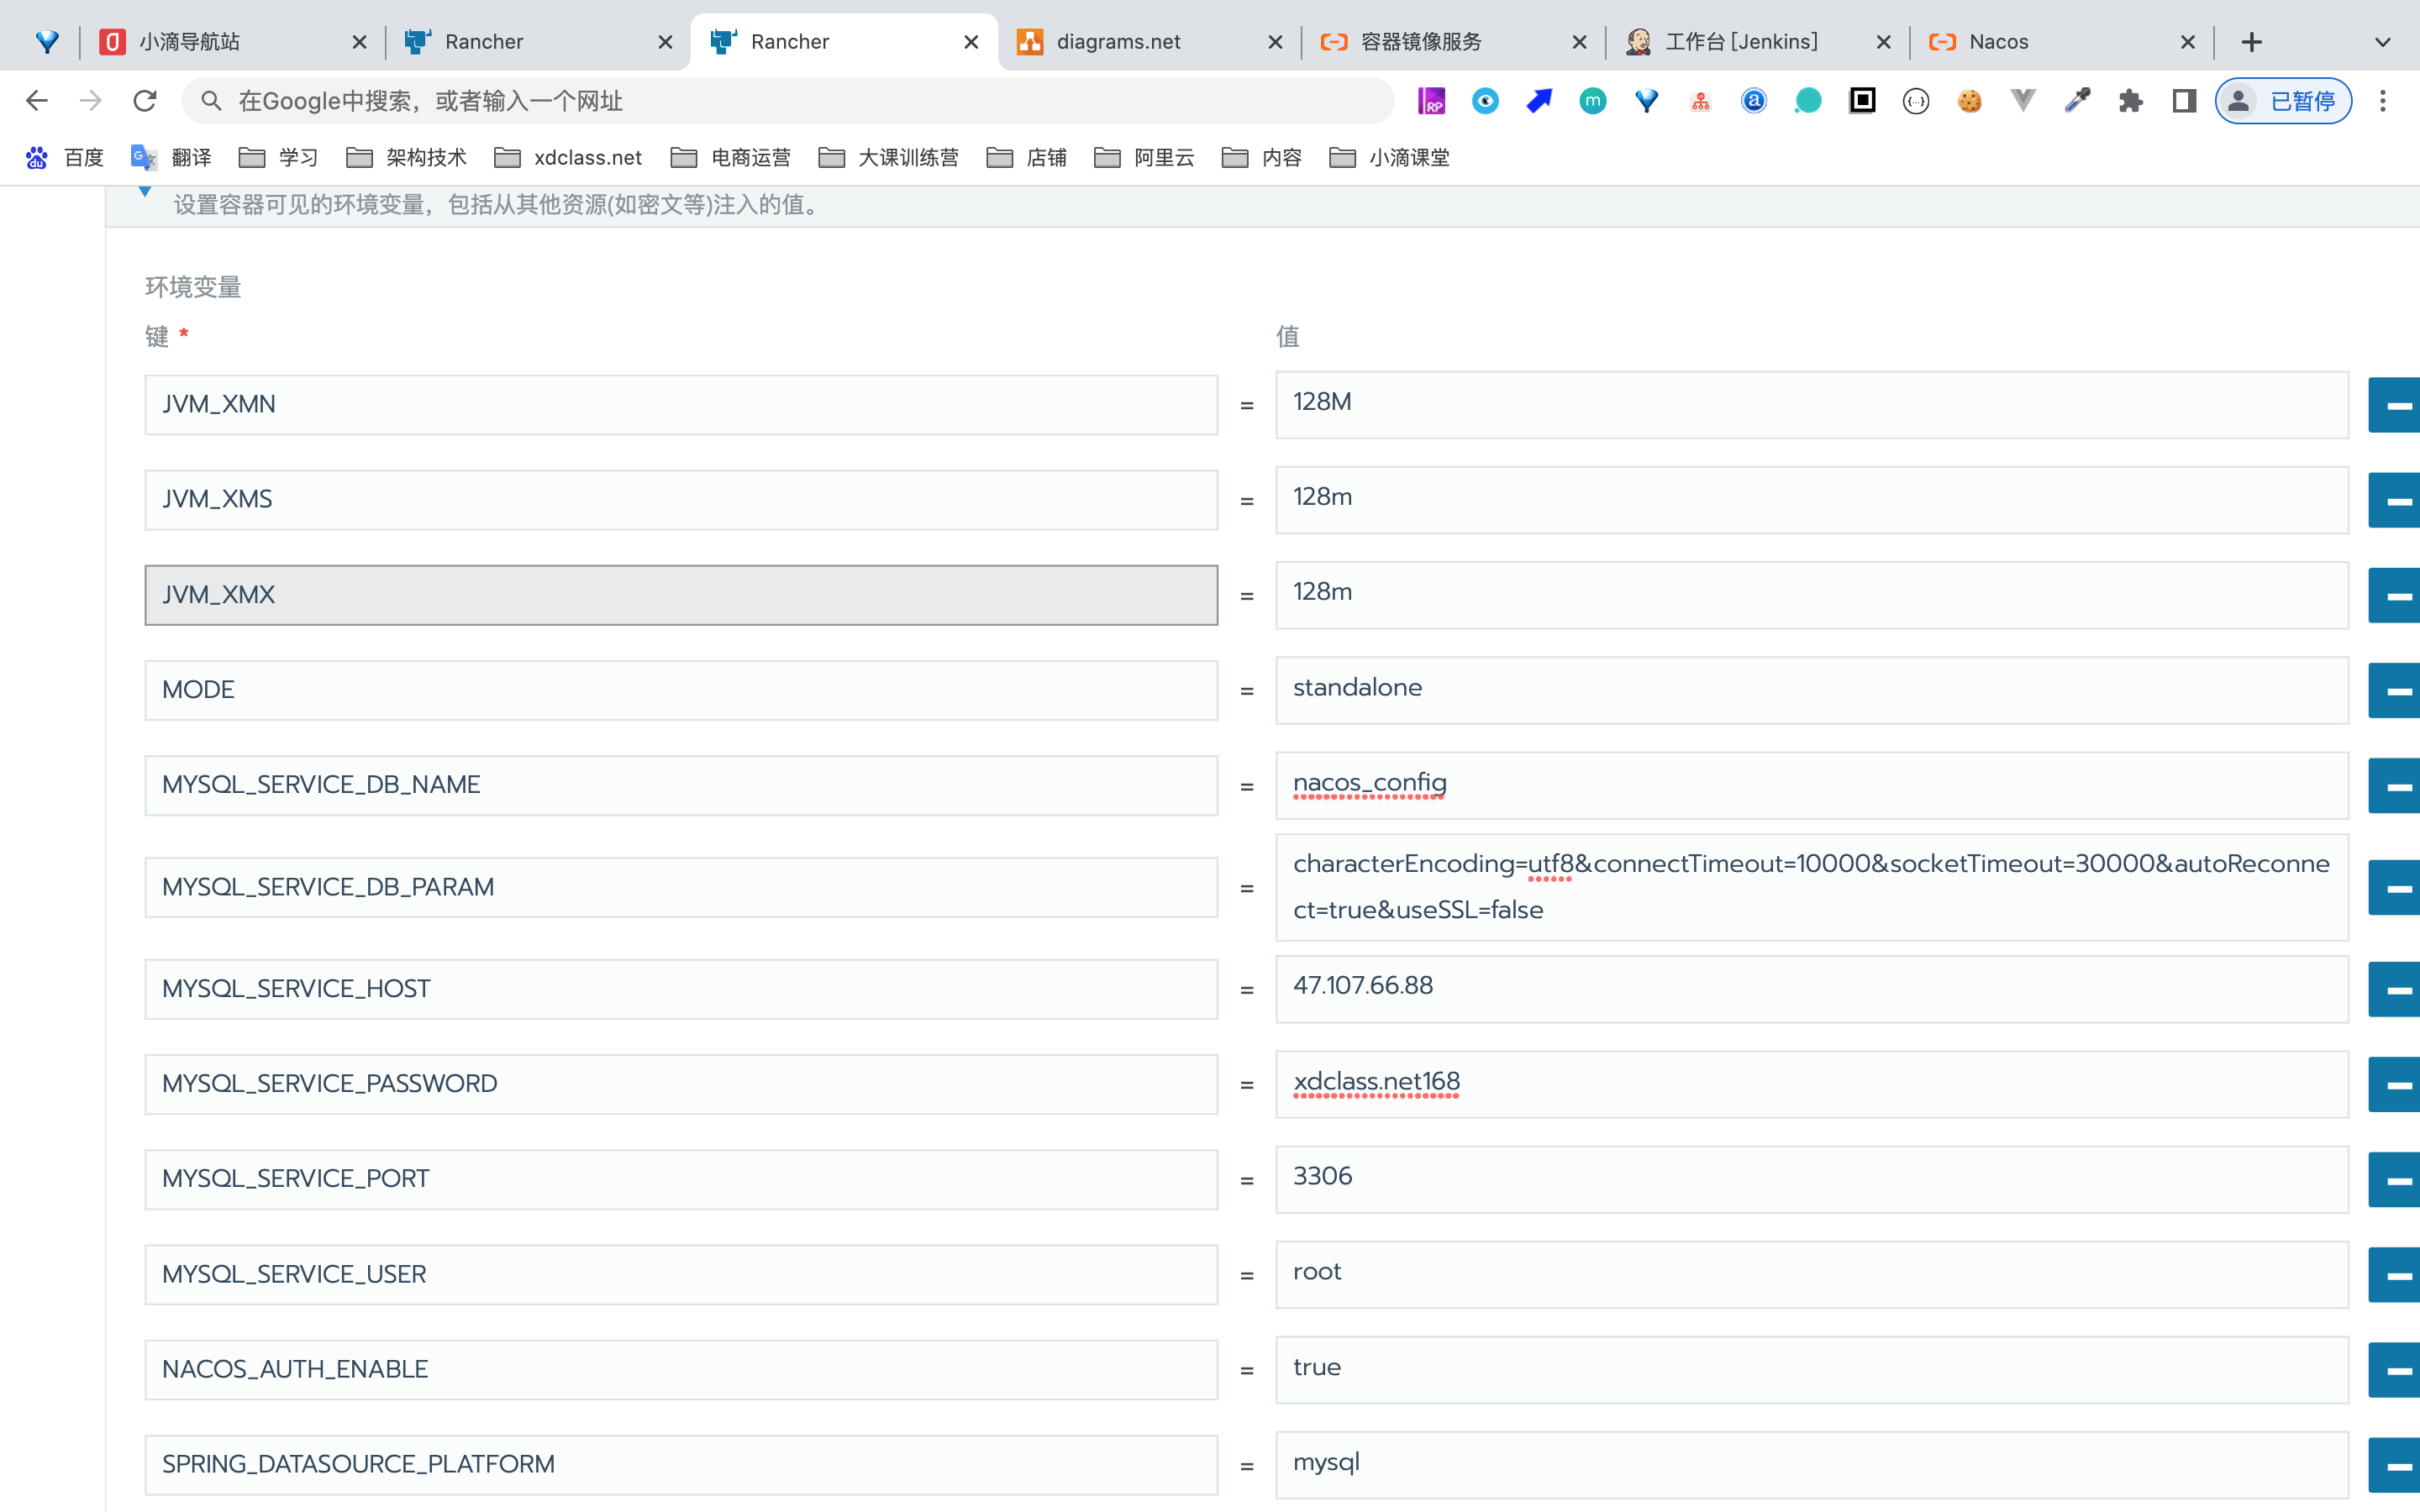 小滴导航站
Rancher
Rancher
diagrams.net
容器镜像服务
工作台 [Jenkins]
Nacos
在Google中搜索，或者输入一个网址
RP
m
a
{...}
已暂停
du 百度
G 翻译
学习
架构技术
xdclass.net
电商运营
大课训练营
店铺
阿里云
内容
小滴课堂
设置容器可见的环境变量，包括从其他资源(如密文等)注入的值。
环境变量
键 * 值
JVM_XMN = 128M
JVM_XMS = 128m
JVM_XMX = 128m
MODE = standalone
MYSQL_SERVICE_DB_NAME = nacos_config
MYSQL_SERVICE_DB_PARAM = characterEncoding=utf8&connectTimeout=10000&socketTimeout=30000&autoReconne
ct=true&useSSL=false
MYSQL_SERVICE_HOST = 47.107.66.88
MYSQL_SERVICE_PASSWORD = xdclass.net168
MYSQL_SERVICE_PORT = 3306
MYSQL_SERVICE_USER = root
NACOS_AUTH_ENABLE = true
SPRING_DATASOURCE_PLATFORM = mysql